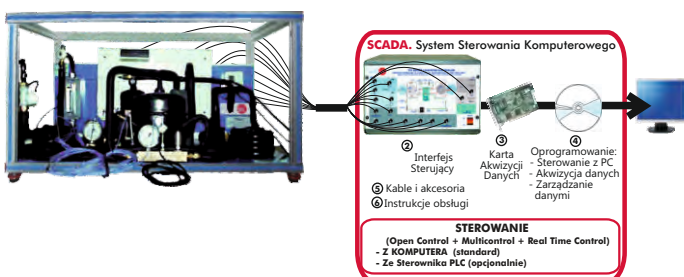 SCADA. System Sterowania Komputerowego
②
Interfejs
Sterujący
③
Karta
Akwizycji
Danych
④
Oprogramowanie:
- Sterowanie z PC
- Akwizycja danych
- Zarządzanie
danymi
⑤ Kable i akcesoria
⑥ Instrukcje obsługi
STEROWANIE
(Open Control + Multicontrol + Real Time Control)
- Z KOMPUTERA (standard)
- Ze Sterownika PLC (opcjonalnie)